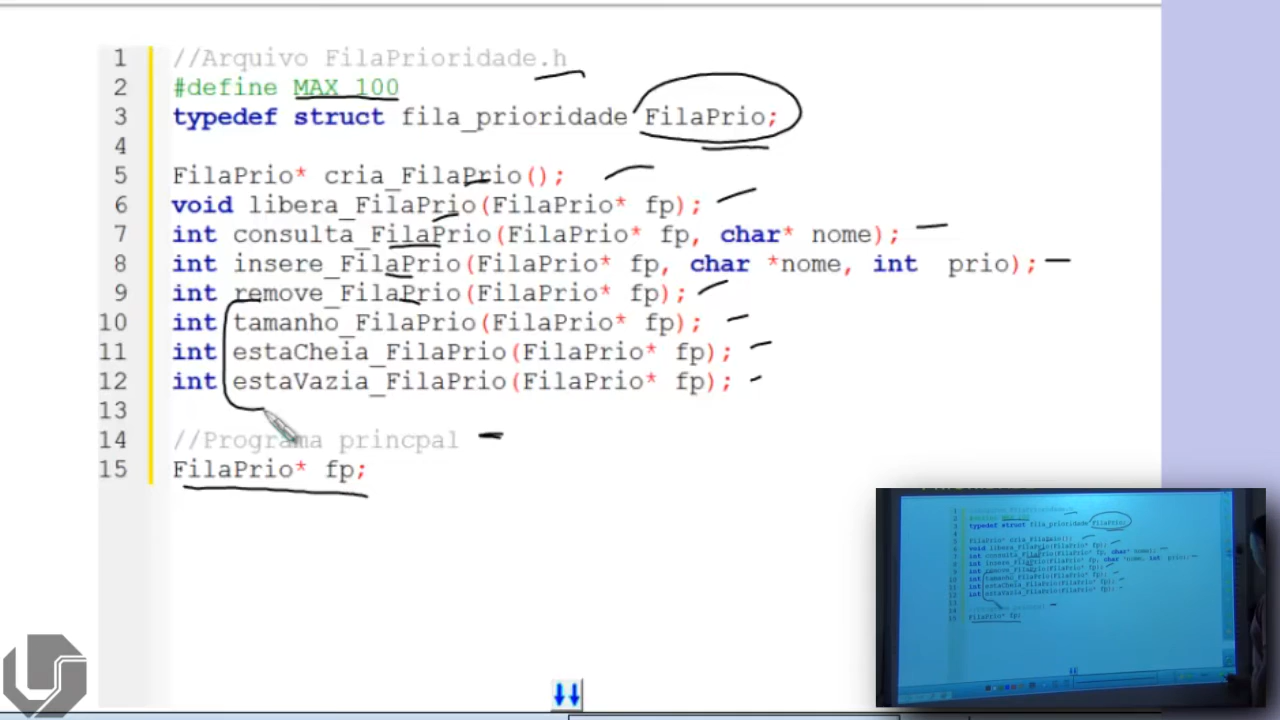 1 //Arquivo FilaPrioridade.h
2 #define MAX 100
3 typedef struct fila_prioridade FilaPrio;
4
5 FilaPrio* cria_FilaPrio();
6 void libera_FilaPrio(FilaPrio* fp);
7 int consulta_FilaPrio(FilaPrio* fp, char* nome);
8 int insere_FilaPrio(FilaPrio* fp, char *nome, int prio);
9 int remove_FilaPrio(FilaPrio* fp);
10 int tamanho_FilaPrio(FilaPrio* fp);
11 int estaCheia_FilaPrio(FilaPrio* fp);
12 int estaVazia_FilaPrio(FilaPrio* fp);
13
14 //Programa princpal
15 FilaPrio* fp;